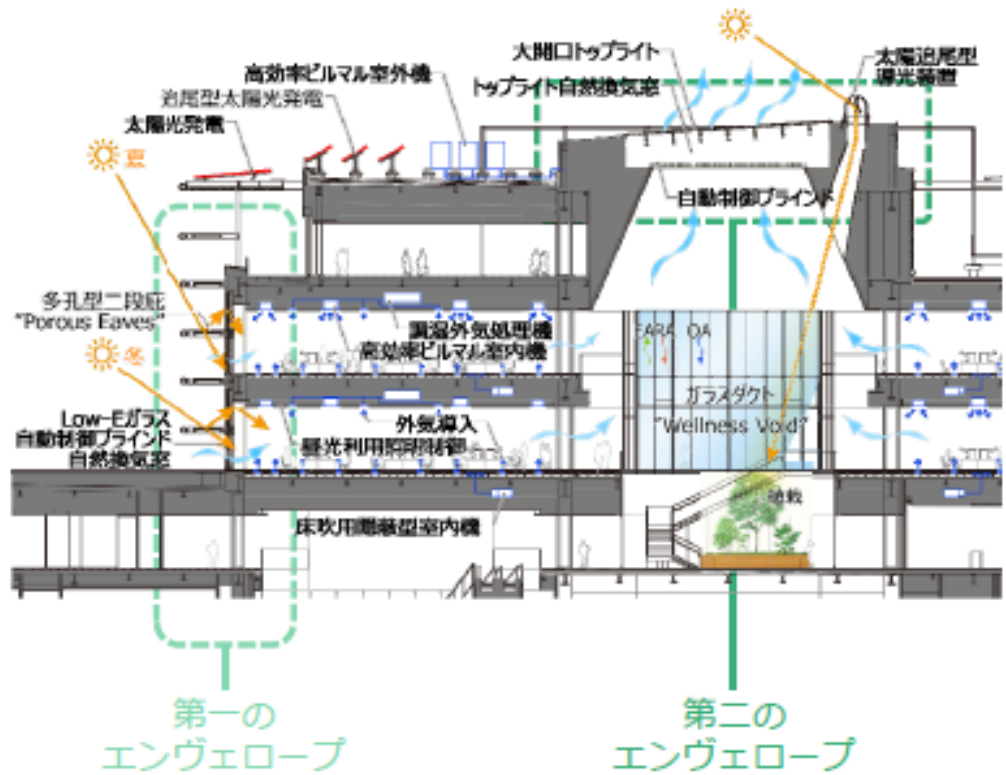 大開口トップライト
太陽追尾型
導光装置
高効率ビルマル室外機
トップライト自然換気窓
追尾型太陽光発電
太陽光発電
夏
自動制御ブラインド
多孔型二段庇
"Porous Eaves"
調湿外気処理機
高効率ビルマル室内機
EA RA OA
冬
ガラスダクト
"Wellness Void"
Low-Eガラス
自動制御ブラインド
自然換気窓
外気導入
昼光利用照明制御
植栽
床吹用隠蔽型室内機
第一の
エンヴェロープ
第二の
エンヴェロープ